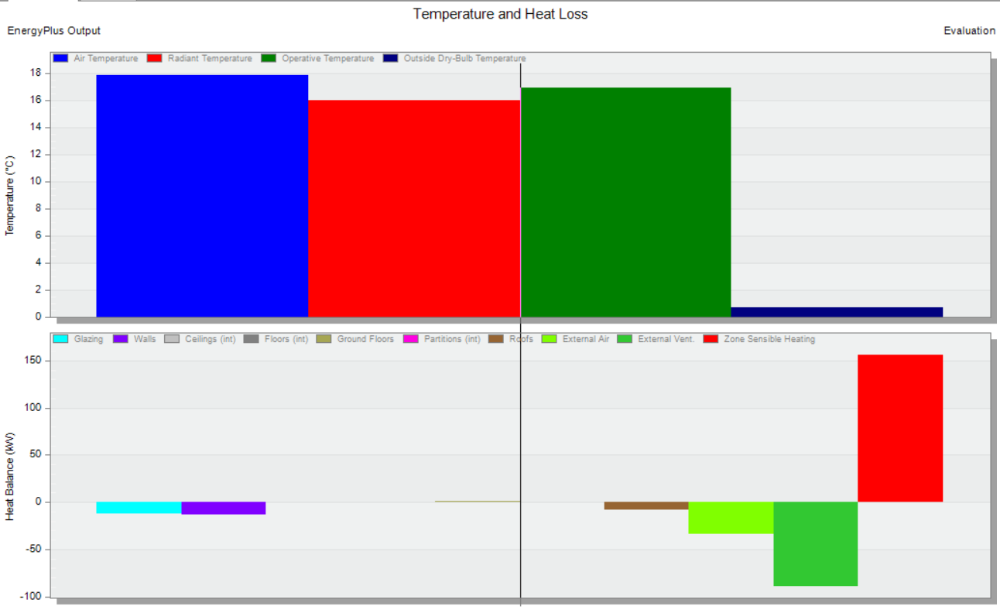 Temperature and Heat Loss
EnergyPlus Output
Evaluation
Air Temperature Radiant Temperature Operative Temperature Outside Dry-Bulb Temperature
18
16
14
12
10
8
6
4
2
0
Temperature (°C)
Glazing Walls Ceilings (int) Floors (int) Ground Floors Partitions (int) Roofs External Air External Vent. Zone Sensible Heating
150
100
50
0
-50
-100
Heat Balance (kW)